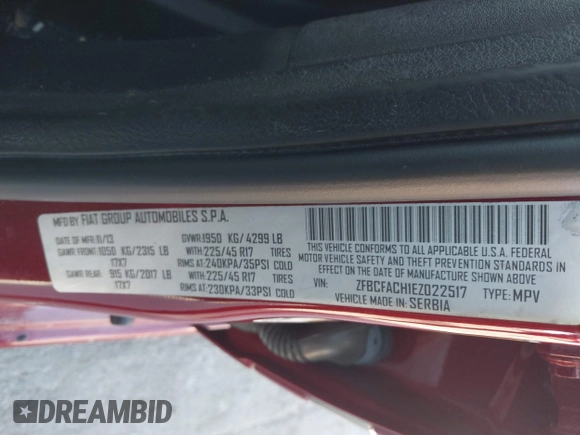 MFD BY FIAT GROUP AUTOMOBILES S.P.A.
DATE OF MFR: 11/13 GVWR: 1950 KG/ 4299 LB
GAWR FRONT: 1050 KG/2315 LB WITH 225/45 R17 TIRES
17X7 RIMS AT: 240KPA/35PSI COLD
GAWR REAR: 915 KG/2017 LB WITH 225/45 R17 TIRES
17X7 RIMS AT: 230KPA/33PSI COLD
THIS VEHICLE CONFORMS TO ALL APPLICABLE U.S.A. FEDERAL
MOTOR VEHICLE SAFETY, BUMPER, AND THEFT PREVENTION STANDARDS IN
EFFECT ON THE DATE OF MANUFACTURE SHOWN ABOVE.
VIN: ZFBCFACH1EZ022517 TYPE: MPV
VEHICLE MADE IN: SERBIA
DREAMBID